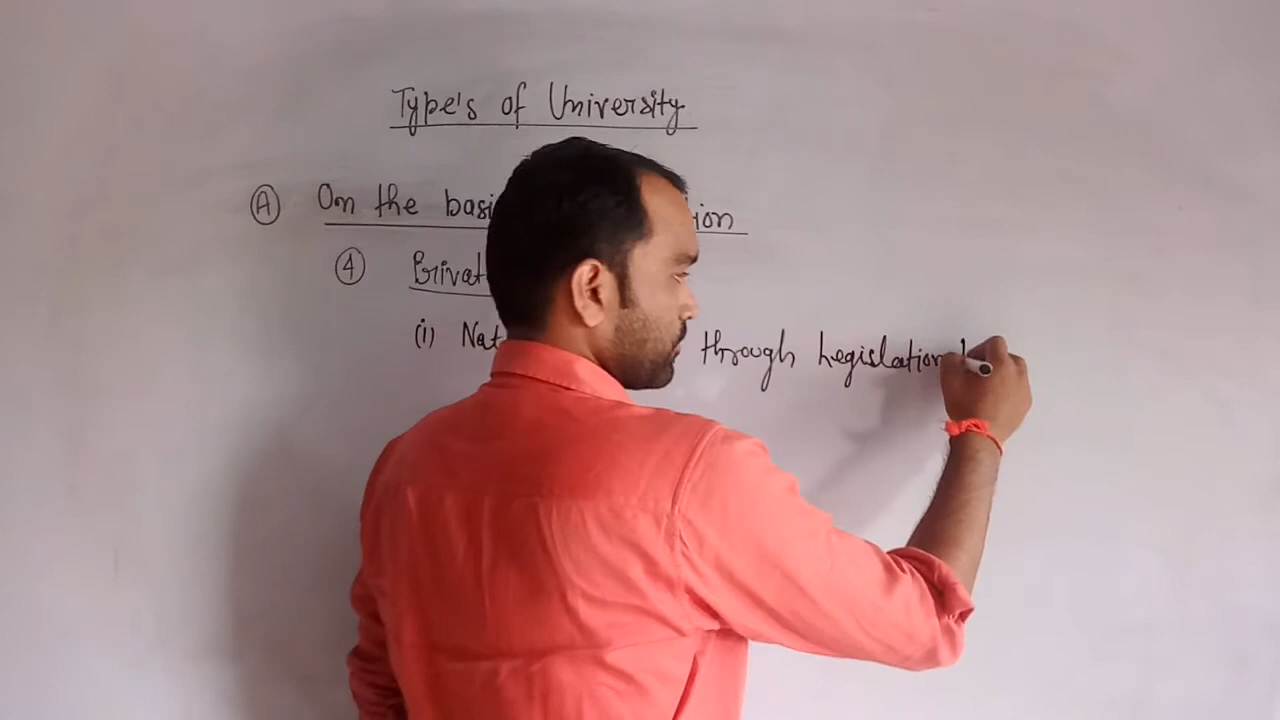 Type's of University
(A) On the basi ion
(4) Privat
(i) Nat through Legislation